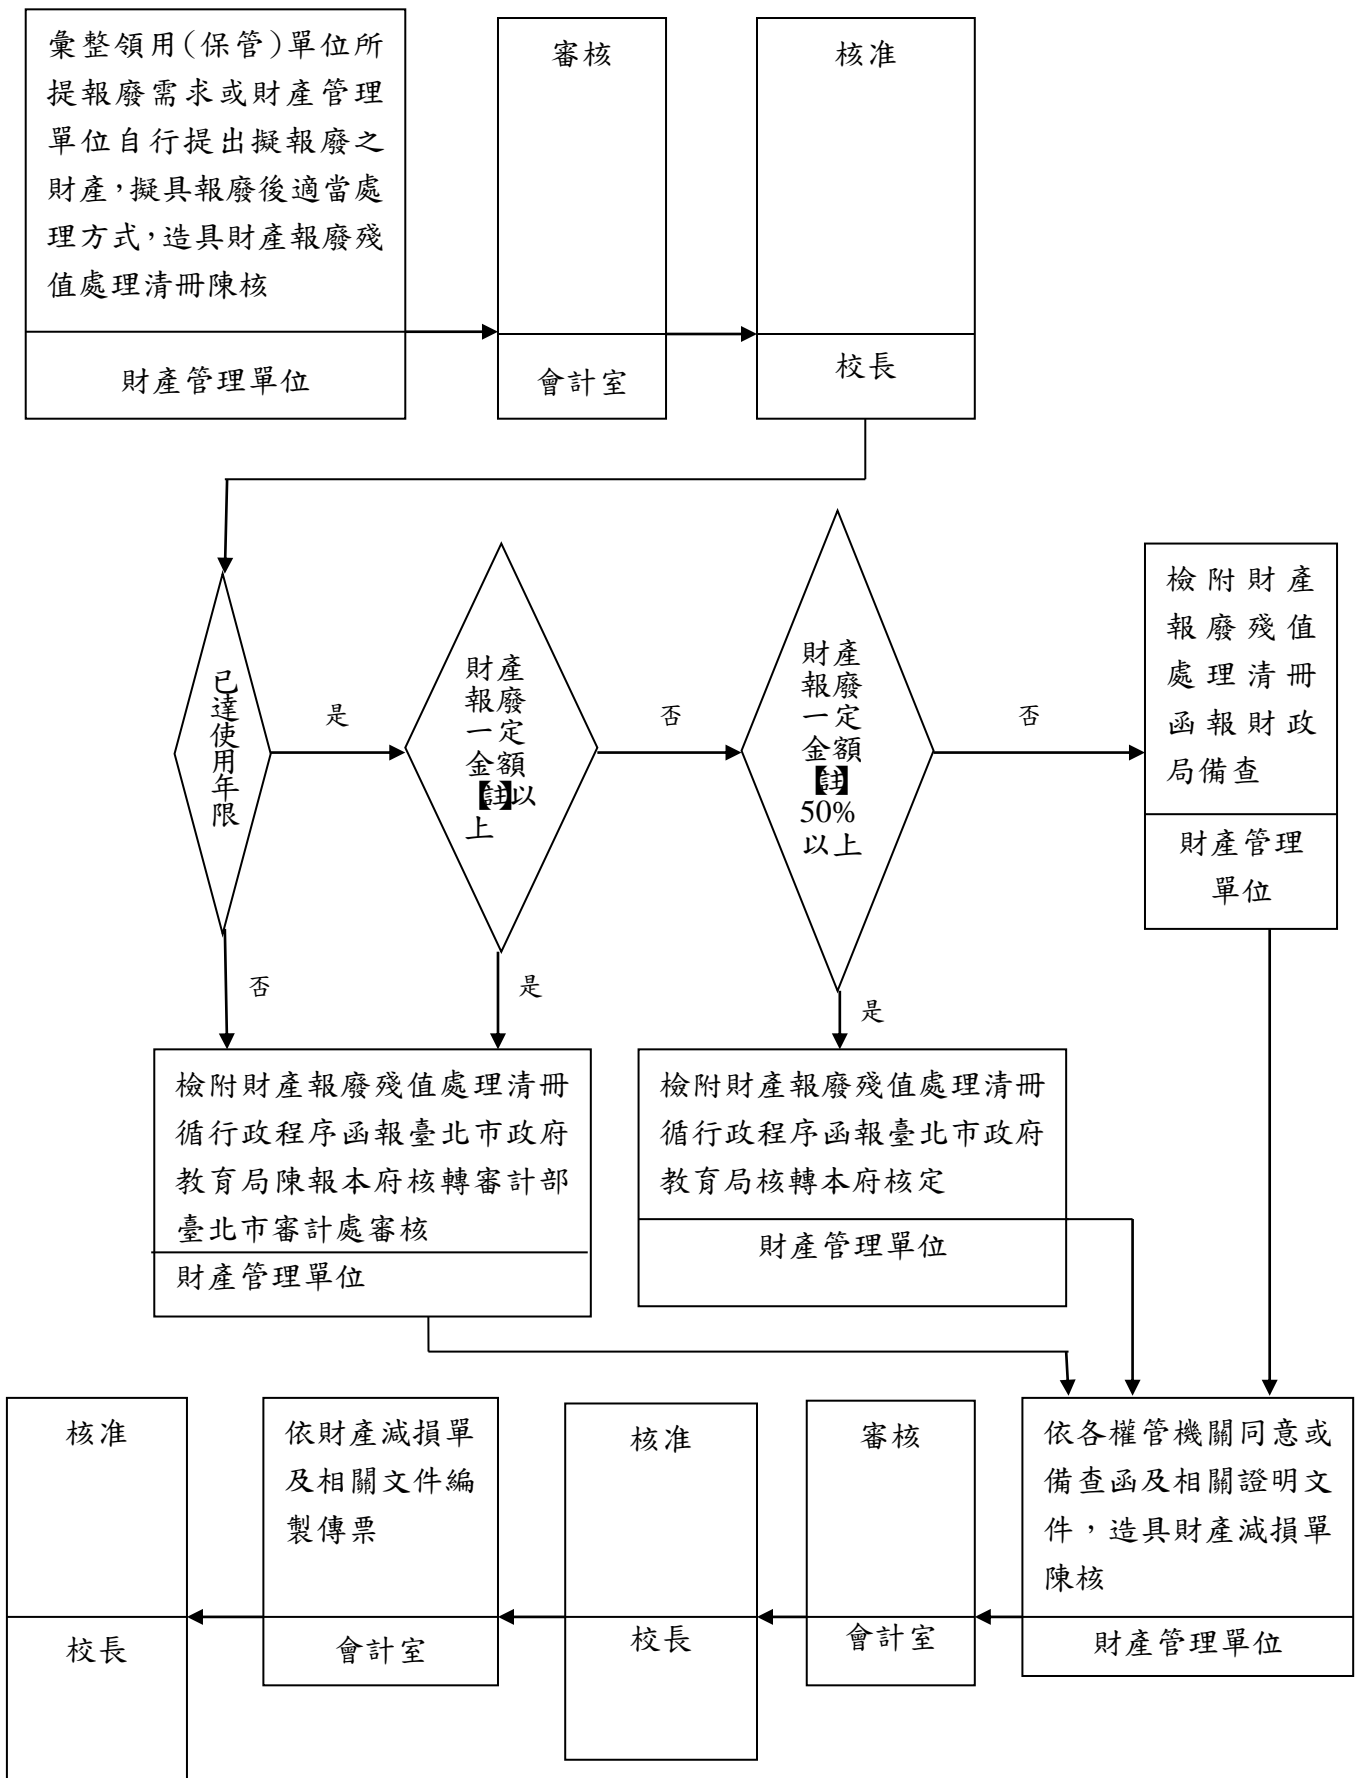 彙整領用(保管)單位所
提報廢需求或財產管理
單位自行提出擬報廢之
財產，擬具報廢後適當處
理方式，造具財產報廢殘
值處理清冊陳核
財產管理單位
審核
會計室
核准
校長
已達使用年限
是
否
財產
報廢
一定
金額
【註】以
上
否
是
財產
報廢
一定
金額
【註】
50%
以上
否
是
檢附財產
報廢殘值
處理清冊
函報財政
局備查
財產管理
單位
檢附財產報廢殘值處理清冊
循行政程序函報臺北市政府
教育局陳報本府核轉審計部
臺北市審計處審核
財產管理單位
檢附財產報廢殘值處理清冊
循行政程序函報臺北市政府
教育局核轉本府核定
財產管理單位
依各權管機關同意或
備查函及相關證明文
件，造具財產減損單
陳核
財產管理單位
審核
會計室
核准
校長
依財產減損單
及相關文件編
製傳票
會計室
核准
校長